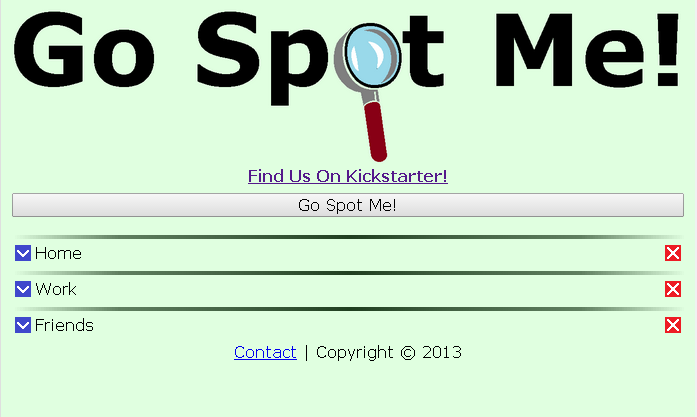 Go Spot Me!
Find Us On Kickstarter!
Go Spot Me!
Home
Work
Friends
Contact | Copyright © 2013